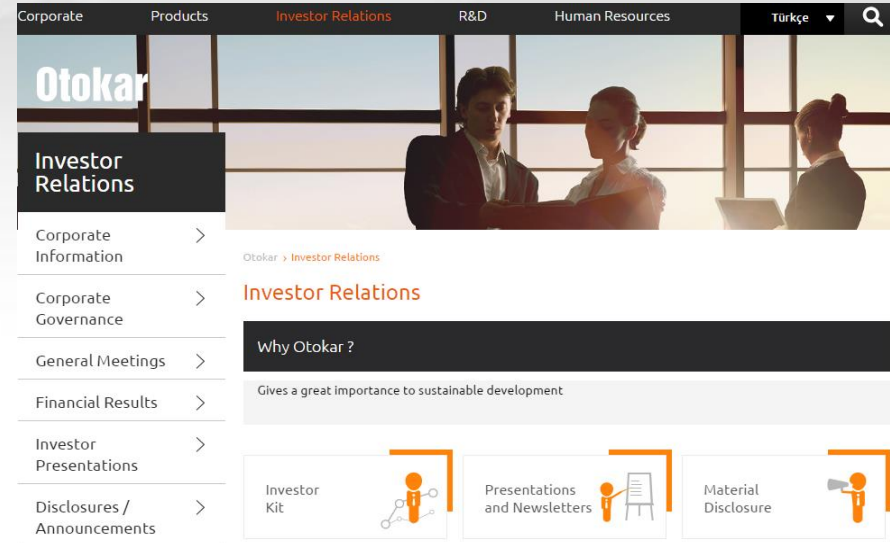 Corporate
Products
Investor Relations
R&D
Human Resources
Türkçe
Otokar
Investor
Relations
Corporate
Information
Corporate
Governance
General Meetings
Financial Results
Investor
Presentations
Disclosures /
Announcements
Otokar › Investor Relations
Investor Relations
Why Otokar ?
Gives a great importance to sustainable development
Investor
Kit
Presentations
and Newsletters
Material
Disclosure